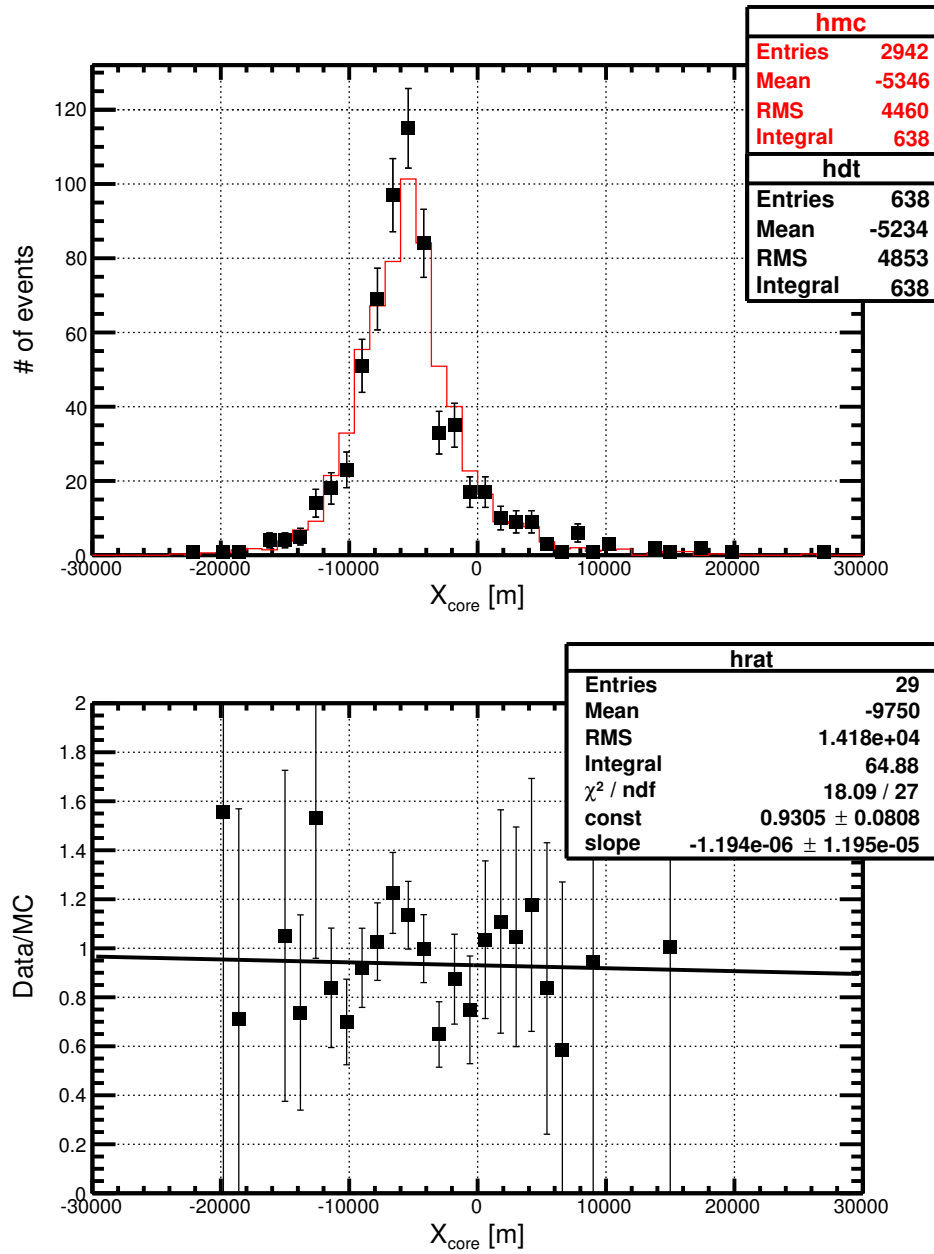 hmc
Entries 2942
Mean -5346
RMS 4460
Integral 638
hdt
Entries 638
Mean -5234
RMS 4853
Integral 638
# of events
120
100
80
60
40
20
0
-30000 -20000 -10000 0 10000 20000 30000
Xcore [m]
hrat
Entries 29
Mean -9750
RMS 1.418e+04
Integral 64.88
χ² / ndf 18.09 / 27
const 0.9305 ± 0.0808
slope -1.194e-06 ± 1.195e-05
Data/MC
2
1.8
1.6
1.4
1.2
1
0.8
0.6
0.4
0.2
0
-30000 -20000 -10000 0 10000 20000 30000
Xcore [m]